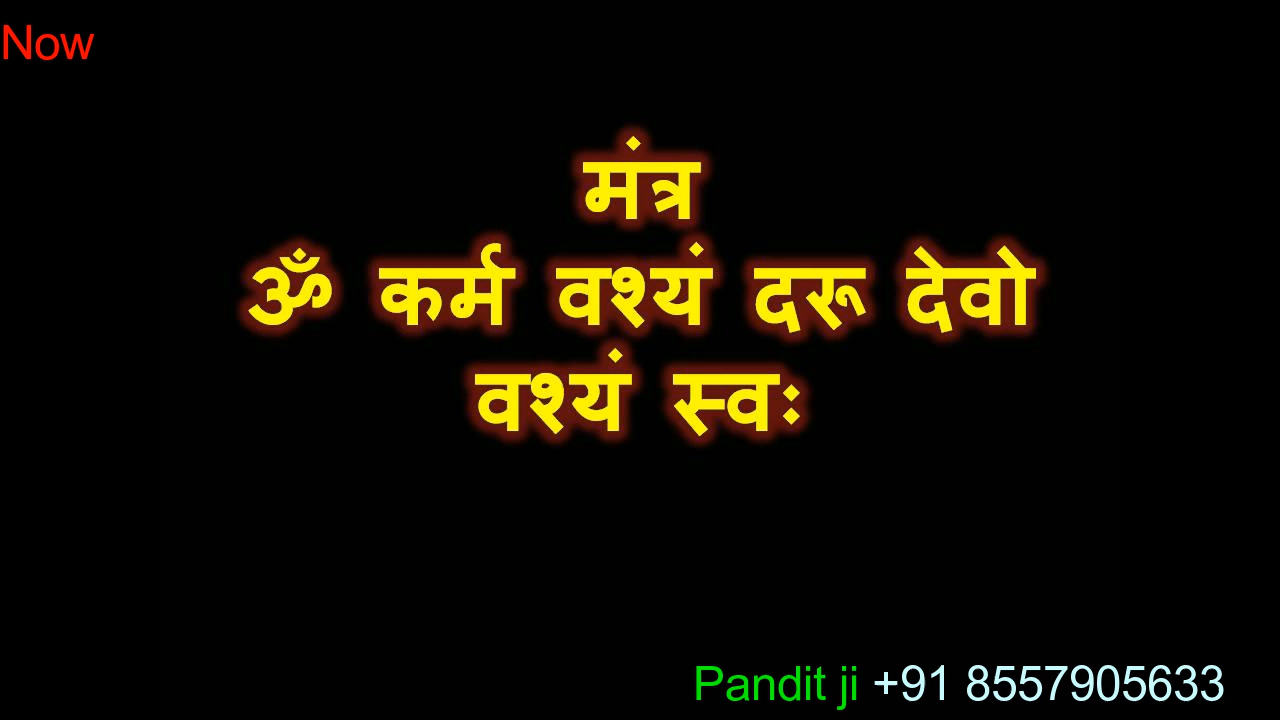 Now
मंत्र
ॐ कर्म वश्यं दरू देवो
वश्यं स्वः
Pandit ji +91 8557905633